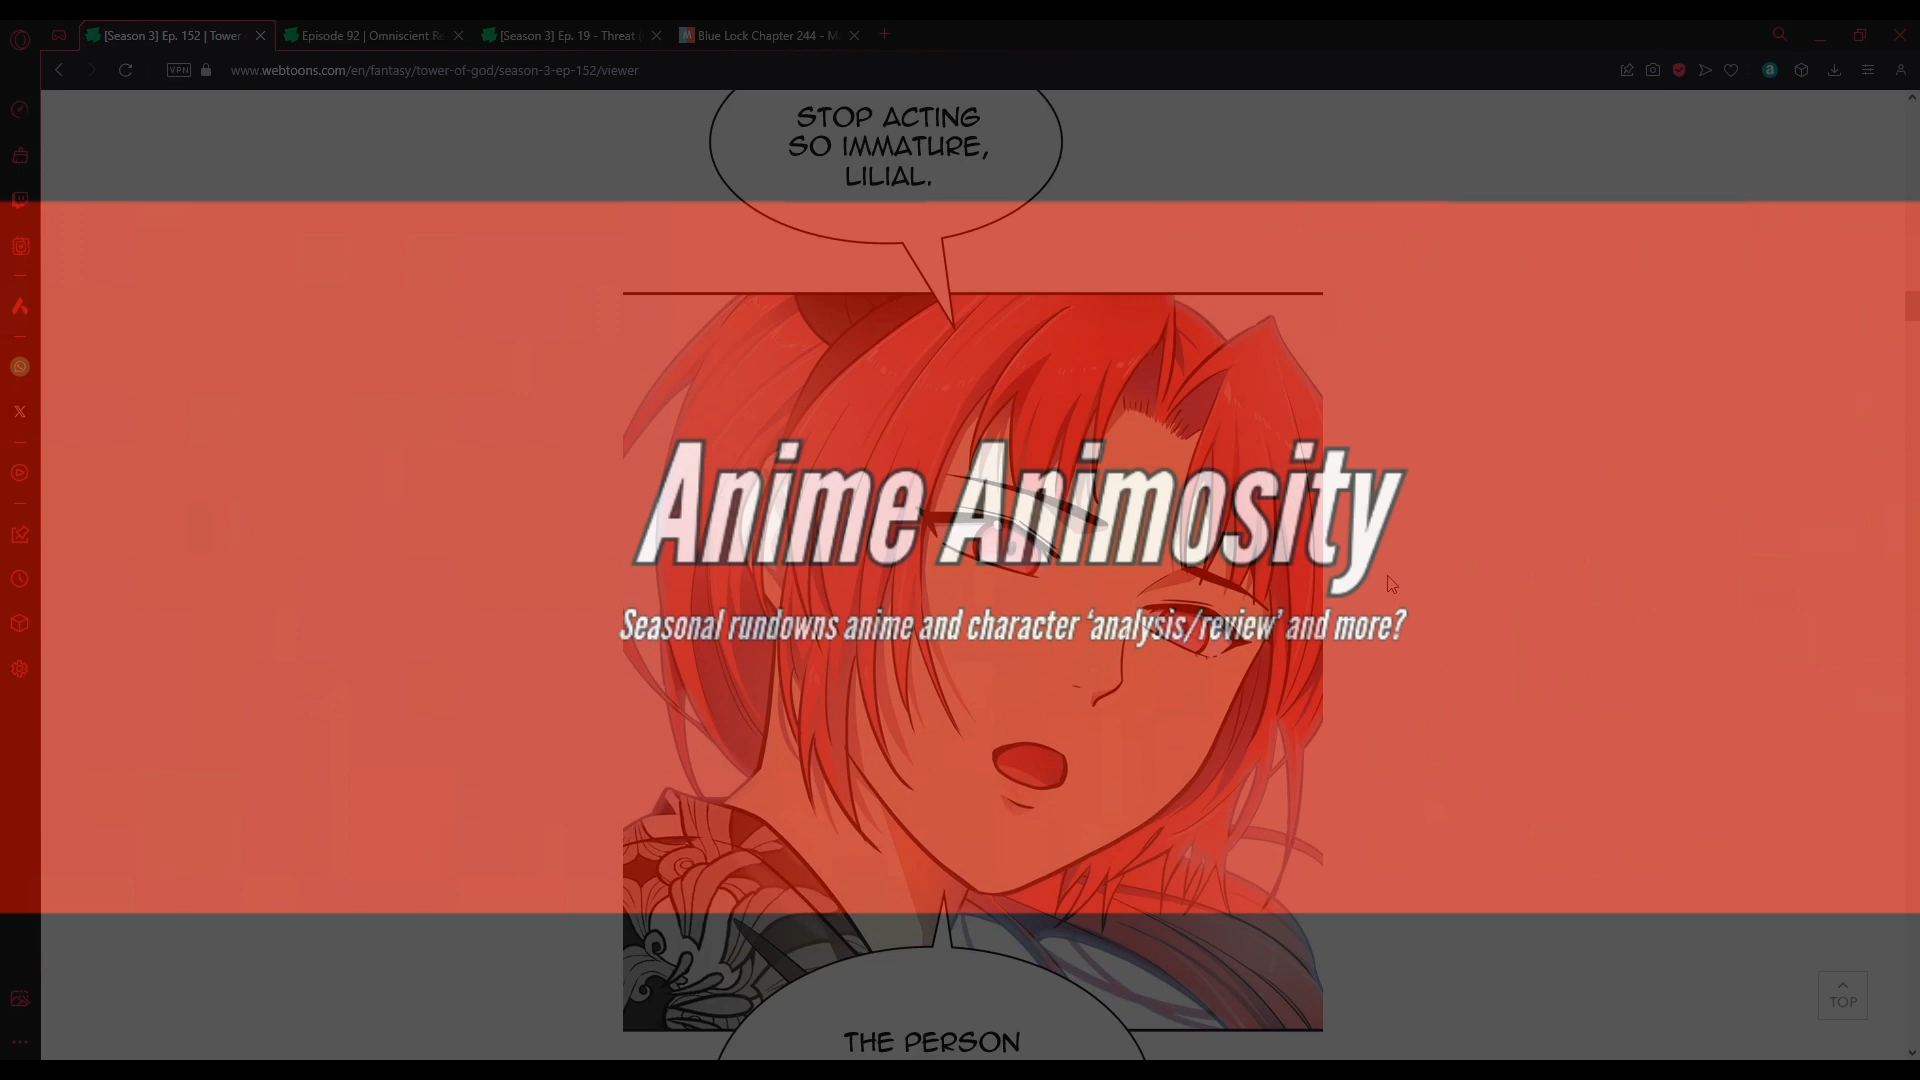 [Season 3] Ep. 152 | Tower
Episode 92 | Omniscient Re
[Season 3] Ep. 19 - Threat
Blue Lock Chapter 244 - M
VPN
www.webtoons.com/en/fantasy/tower-of-god/season-3-ep-152/viewer
STOP ACTING
SO IMMATURE,
LILIAL.
Anime Animosity
Seasonal rundowns anime and character ‘analysis/review’ and more?
TOP
THE PERSON